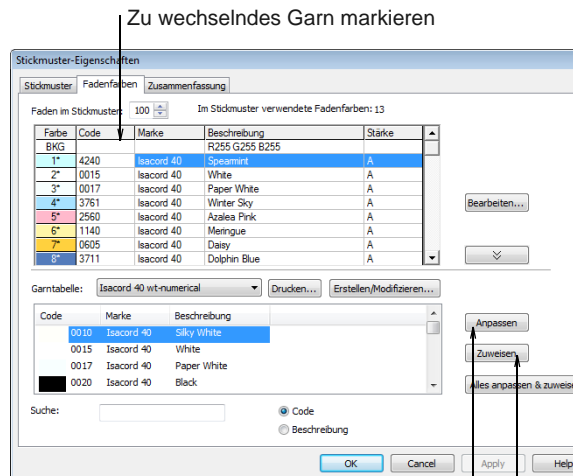 Zu wechselndes Garn markieren
Stickmuster-Eigenschaften
Stickmuster Fadenfarben Zusammenfassung
Faden im Stickmuster: 100 Im Stickmuster verwendete Fadenfarben: 13
Farbe Code Marke Beschreibung Stärke
BKG R255 G255 B255
1* 4240 Isacord 40 Spearmint A
2* 0015 Isacord 40 White A
3* 0017 Isacord 40 Paper White A
4* 3761 Isacord 40 Winter Sky A
5* 2560 Isacord 40 Azalea Pink A
6* 1140 Isacord 40 Meringue A
7* 0605 Isacord 40 Daisy A
8* 3711 Isacord 40 Dolphin Blue A
Bearbeiten...
Garntabelle: Isacord 40 wt-numerical Drucken... Erstellen/Modifizieren...
Code Marke Beschreibung
0010 Isacord 40 Silky White
0015 Isacord 40 White
0017 Isacord 40 Paper White
0020 Isacord 40 Black
Anpassen
Zuweisen
Alles anpassen & zuweise
Suche: Code
Beschreibung
OK Cancel Apply Help